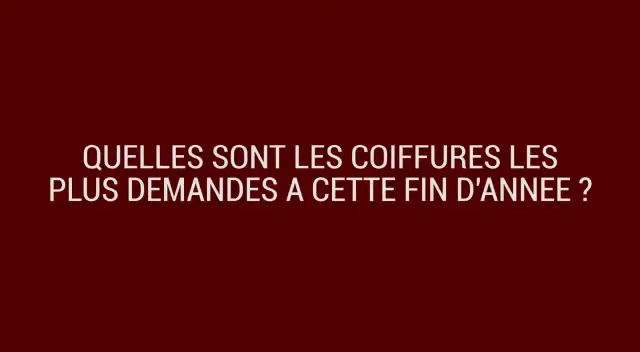 QUELLES SONT LES COIFFURES LES
PLUS DEMANDES A CETTE FIN D'ANNEE ?